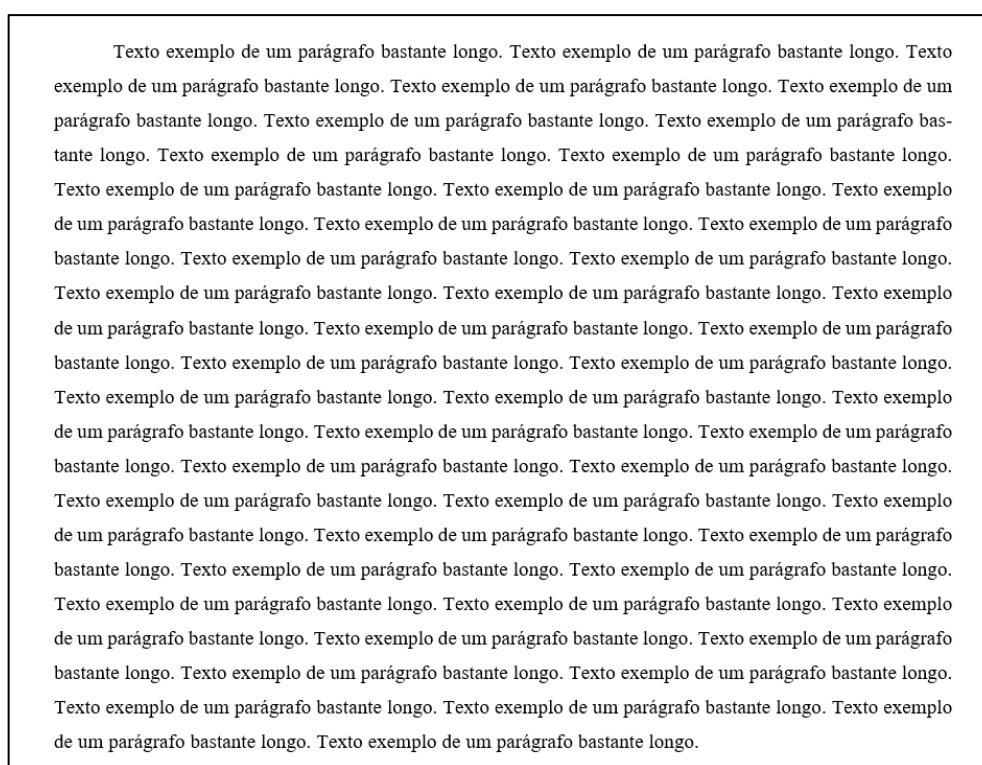 Texto exemplo de um parágrafo bastante longo. Texto exemplo de um parágrafo bastante longo. Texto
exemplo de um parágrafo bastante longo. Texto exemplo de um parágrafo bastante longo. Texto exemplo de um
parágrafo bastante longo. Texto exemplo de um parágrafo bastante longo. Texto exemplo de um parágrafo bas-
tante longo. Texto exemplo de um parágrafo bastante longo. Texto exemplo de um parágrafo bastante longo.
Texto exemplo de um parágrafo bastante longo. Texto exemplo de um parágrafo bastante longo. Texto exemplo
de um parágrafo bastante longo. Texto exemplo de um parágrafo bastante longo. Texto exemplo de um parágrafo
bastante longo. Texto exemplo de um parágrafo bastante longo. Texto exemplo de um parágrafo bastante longo.
Texto exemplo de um parágrafo bastante longo. Texto exemplo de um parágrafo bastante longo. Texto exemplo
de um parágrafo bastante longo. Texto exemplo de um parágrafo bastante longo. Texto exemplo de um parágrafo
bastante longo. Texto exemplo de um parágrafo bastante longo. Texto exemplo de um parágrafo bastante longo.
Texto exemplo de um parágrafo bastante longo. Texto exemplo de um parágrafo bastante longo. Texto exemplo
de um parágrafo bastante longo. Texto exemplo de um parágrafo bastante longo. Texto exemplo de um parágrafo
bastante longo. Texto exemplo de um parágrafo bastante longo. Texto exemplo de um parágrafo bastante longo.
Texto exemplo de um parágrafo bastante longo. Texto exemplo de um parágrafo bastante longo. Texto exemplo
de um parágrafo bastante longo. Texto exemplo de um parágrafo bastante longo. Texto exemplo de um parágrafo
bastante longo. Texto exemplo de um parágrafo bastante longo. Texto exemplo de um parágrafo bastante longo.
Texto exemplo de um parágrafo bastante longo. Texto exemplo de um parágrafo bastante longo. Texto exemplo
de um parágrafo bastante longo. Texto exemplo de um parágrafo bastante longo. Texto exemplo de um parágrafo
bastante longo. Texto exemplo de um parágrafo bastante longo. Texto exemplo de um parágrafo bastante longo.
Texto exemplo de um parágrafo bastante longo. Texto exemplo de um parágrafo bastante longo. Texto exemplo
de um parágrafo bastante longo. Texto exemplo de um parágrafo bastante longo.